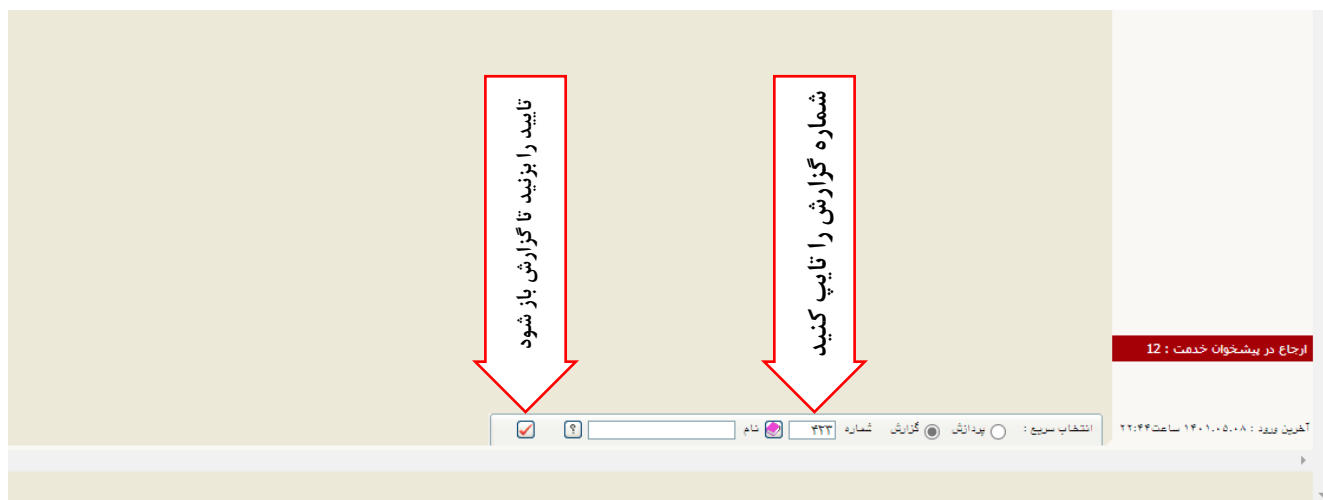 شماره گزارش را تایپ کنید
تایید را بزنید تا گزارش باز شود
ارجاع در پیشخوان خدمت : 12
آخرین ورود : ۱۴۰۱.۰۵.۰۸ ساعت۲۲:۴۴
انتخاب سریع : پردازش گزارش شماره ۴۲۳ نام ؟